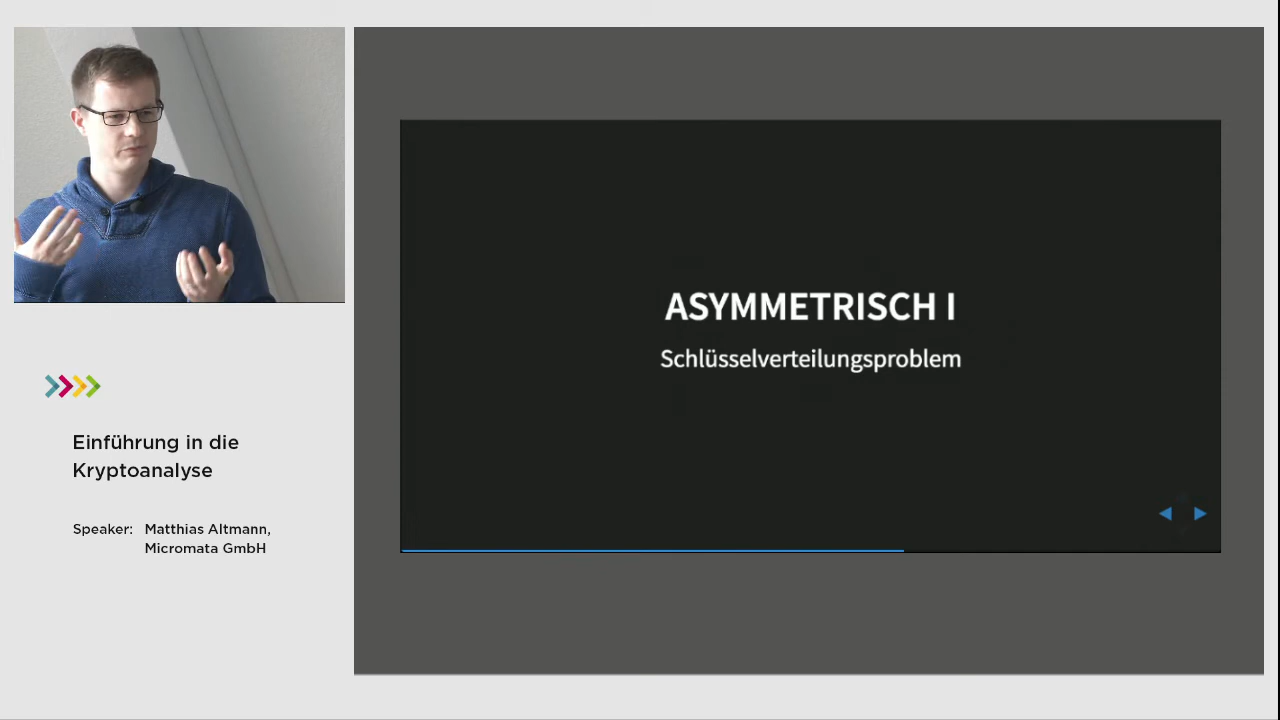 ASYMMETRISCH I
Schlüsselverteilungsproblem
Einführung in die
Kryptoanalyse
Speaker: Matthias Altmann,
Micromata GmbH